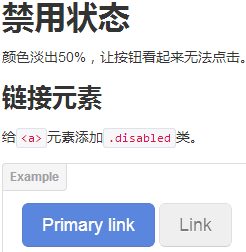 禁用状态
颜色淡出50%，让按钮看起来无法点击。
链接元素
给<a>元素添加.disabled类。
Example
Primary link
Link